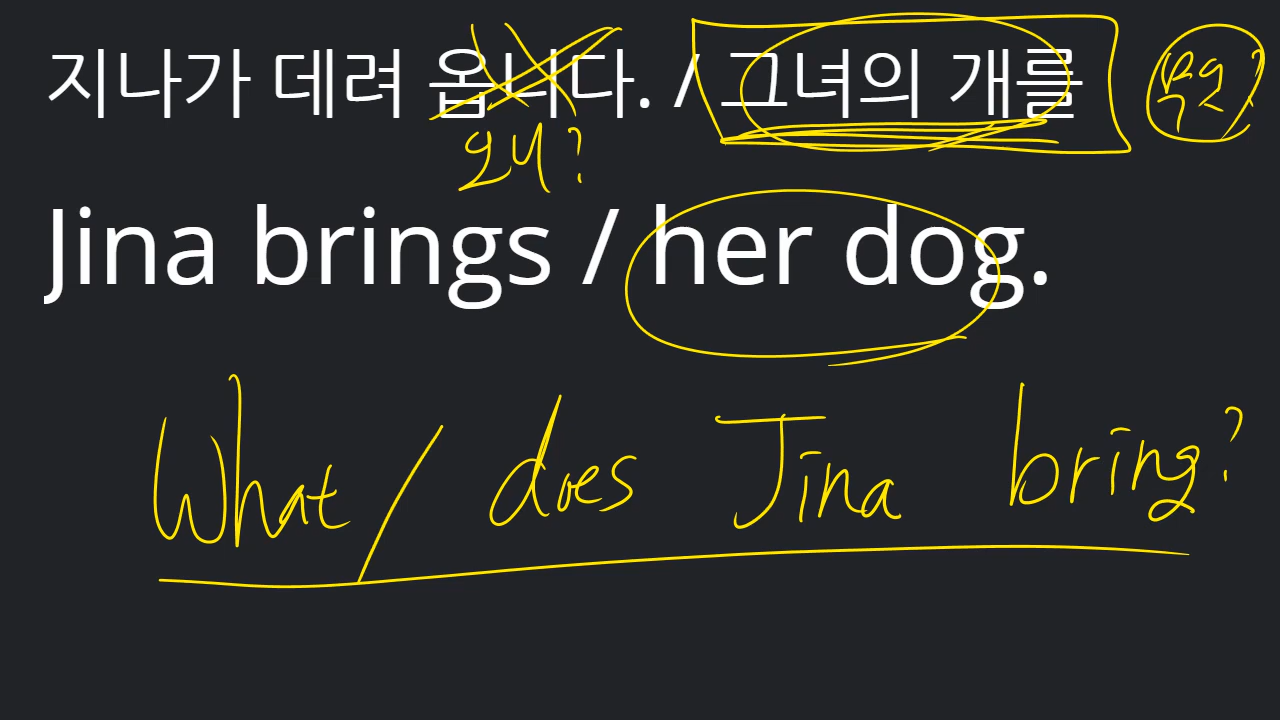 지나가 데려 옵니다. / 그녀의 개를
오니?
Jina brings / her dog.
What / does Jina bring?